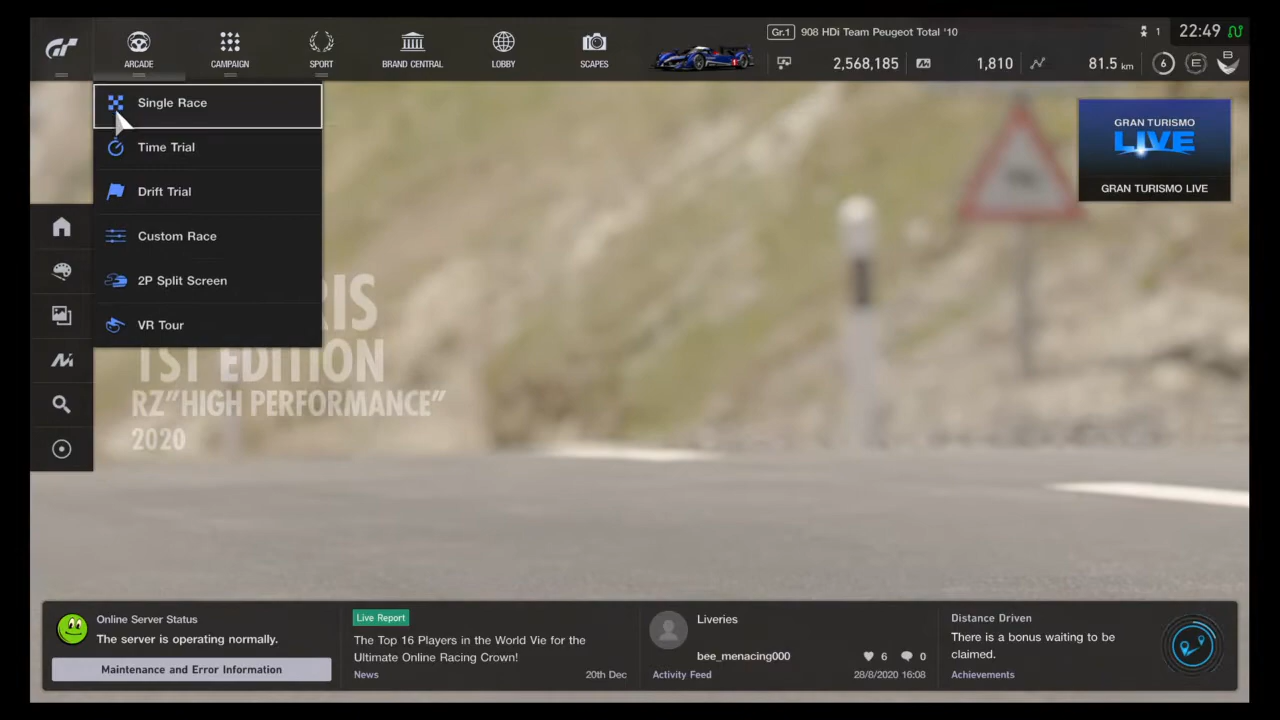 Gr.1 908 HDi Team Peugeot Total '10
1
22:49
ARCADE
CAMPAIGN
SPORT
BRAND CENTRAL
LOBBY
SCAPES
2,568,185
1,810
81.5 km
6
E
B
Single Race
Time Trial
Drift Trial
Custom Race
2P Split Screen
VR Tour
GRAN TURISMO
LIVE
GRAN TURISMO LIVE
RIS
1ST EDITION
RZ"HIGH PERFORMANCE"
2020
Online Server Status
The server is operating normally.
Maintenance and Error Information
Live Report
The Top 16 Players in the World Vie for the
Ultimate Online Racing Crown!
News
20th Dec
Liveries
bee_menacing000
6
0
Activity Feed
28/8/2020 16:08
Distance Driven
There is a bonus waiting to be
claimed.
Achievements